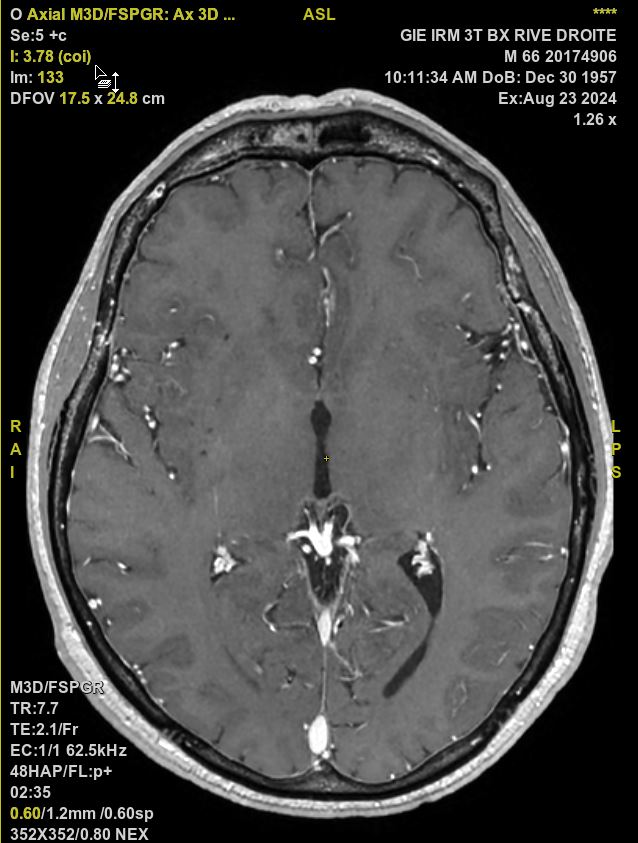 O Axial M3D/FSPGR: Ax 3D ...
ASL
****
Se:5 +c
GIE IRM 3T BX RIVE DROITE
I: 3.78 (coi)
M 66 20174906
Im: 133
10:11:34 AM DoB: Dec 30 1957
DFOV 17.5 x 24.8 cm
Ex:Aug 23 2024
1.26 x
R
A
I
L
P
S
M3D/FSPGR
TR:7.7
TE:2.1/Fr
EC:1/1 62.5kHz
48HAP/FL:p+
02:35
0.60/1.2mm /0.60sp
352X352/0.80 NEX